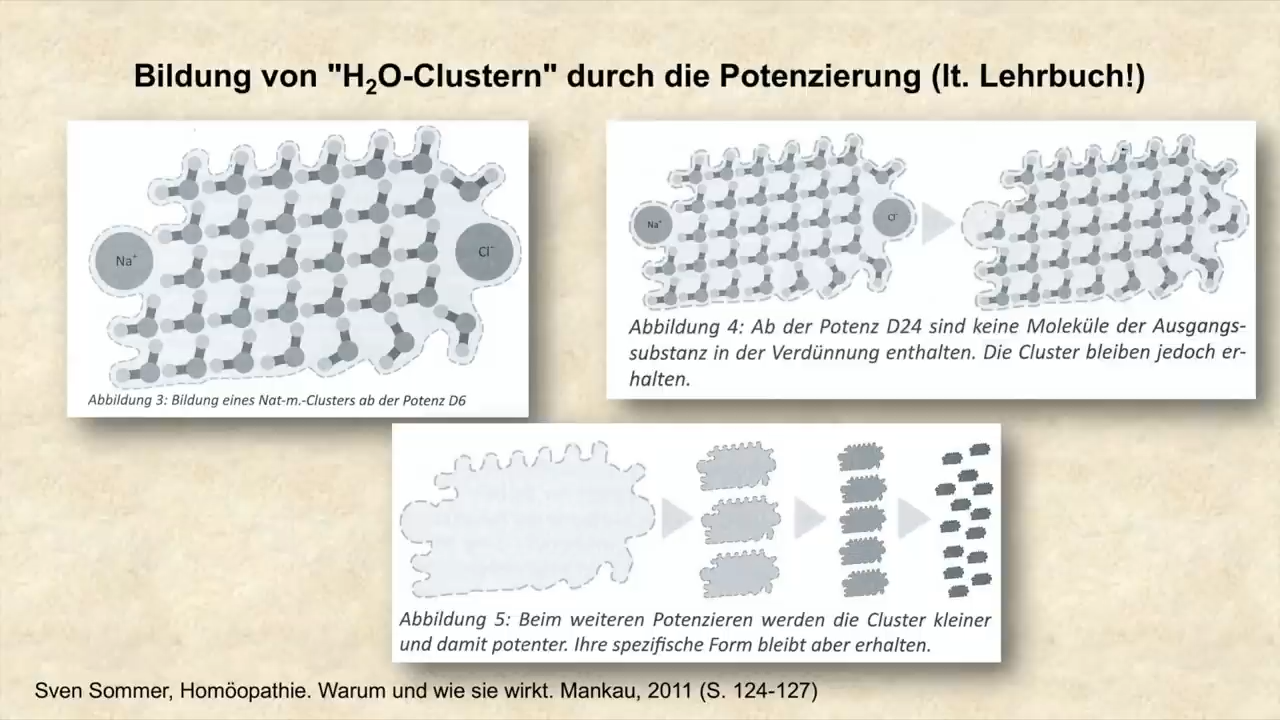 Bildung von "H₂O-Clustern" durch die Potenzierung (lt. Lehrbuch!)
Na⁺
Cl⁻
Abbildung 3: Bildung eines Nat-m.-Clusters ab der Potenz D6
Na⁺
Cl⁻
Abbildung 4: Ab der Potenz D24 sind keine Moleküle der Ausgangs-
substanz in der Verdünnung enthalten. Die Cluster bleiben jedoch er-
halten.
Abbildung 5: Beim weiteren Potenzieren werden die Cluster kleiner
und damit potenter. Ihre spezifische Form bleibt aber erhalten.
Sven Sommer, Homöopathie. Warum und wie sie wirkt. Mankau, 2011 (S. 124-127)